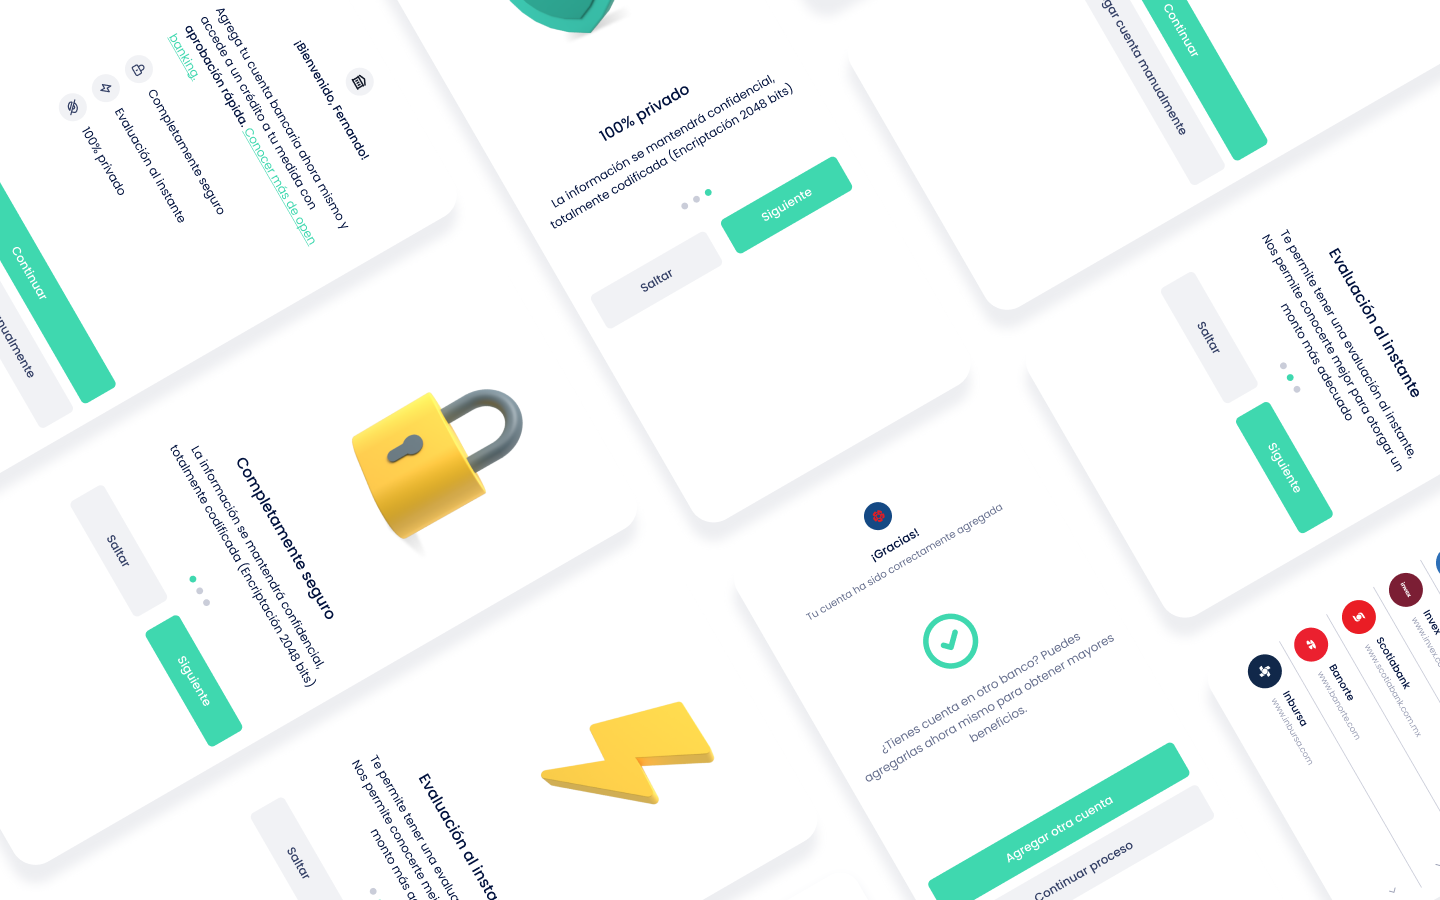 ¡Bienvenido, Fernando!
Agrega tu cuenta bancaria ahora mismo y
accede a un crédito a tu medida con
aprobación rápida. Conocer más de open
banking.
Completamente seguro
Evaluación al instante
100% privado
Continuar
100% privado
La información se mantendrá confidencial,
totalmente codificada (Encriptación 2048 bits)
Siguiente
Saltar
Continuar
cuenta manualmente
Evaluación al instante
Te permite tener una evaluación al instante,
Nos permite conocerte mejor para otorgar un
monto más adecuado
Saltar
Siguiente
Completamente seguro
La información se mantendrá confidencial,
totalmente codificada (Encriptación 2048 bits)
Saltar
Siguiente
Evaluación al
Te permite tener una
Nos permite conocerte
monto más
Saltar
¡Gracias!
Tu cuenta ha sido correctamente agregada
¿Tienes cuenta en otro banco? Puedes
agregarlas ahora mismo para obtener mayores
beneficios.
Agregar otra cuenta
Continuar proceso
Inbursa
www.inbursa.com
Banorte
www.banorte.com
Scotiabank
www.scotiabank.com.mx
invex
Invex